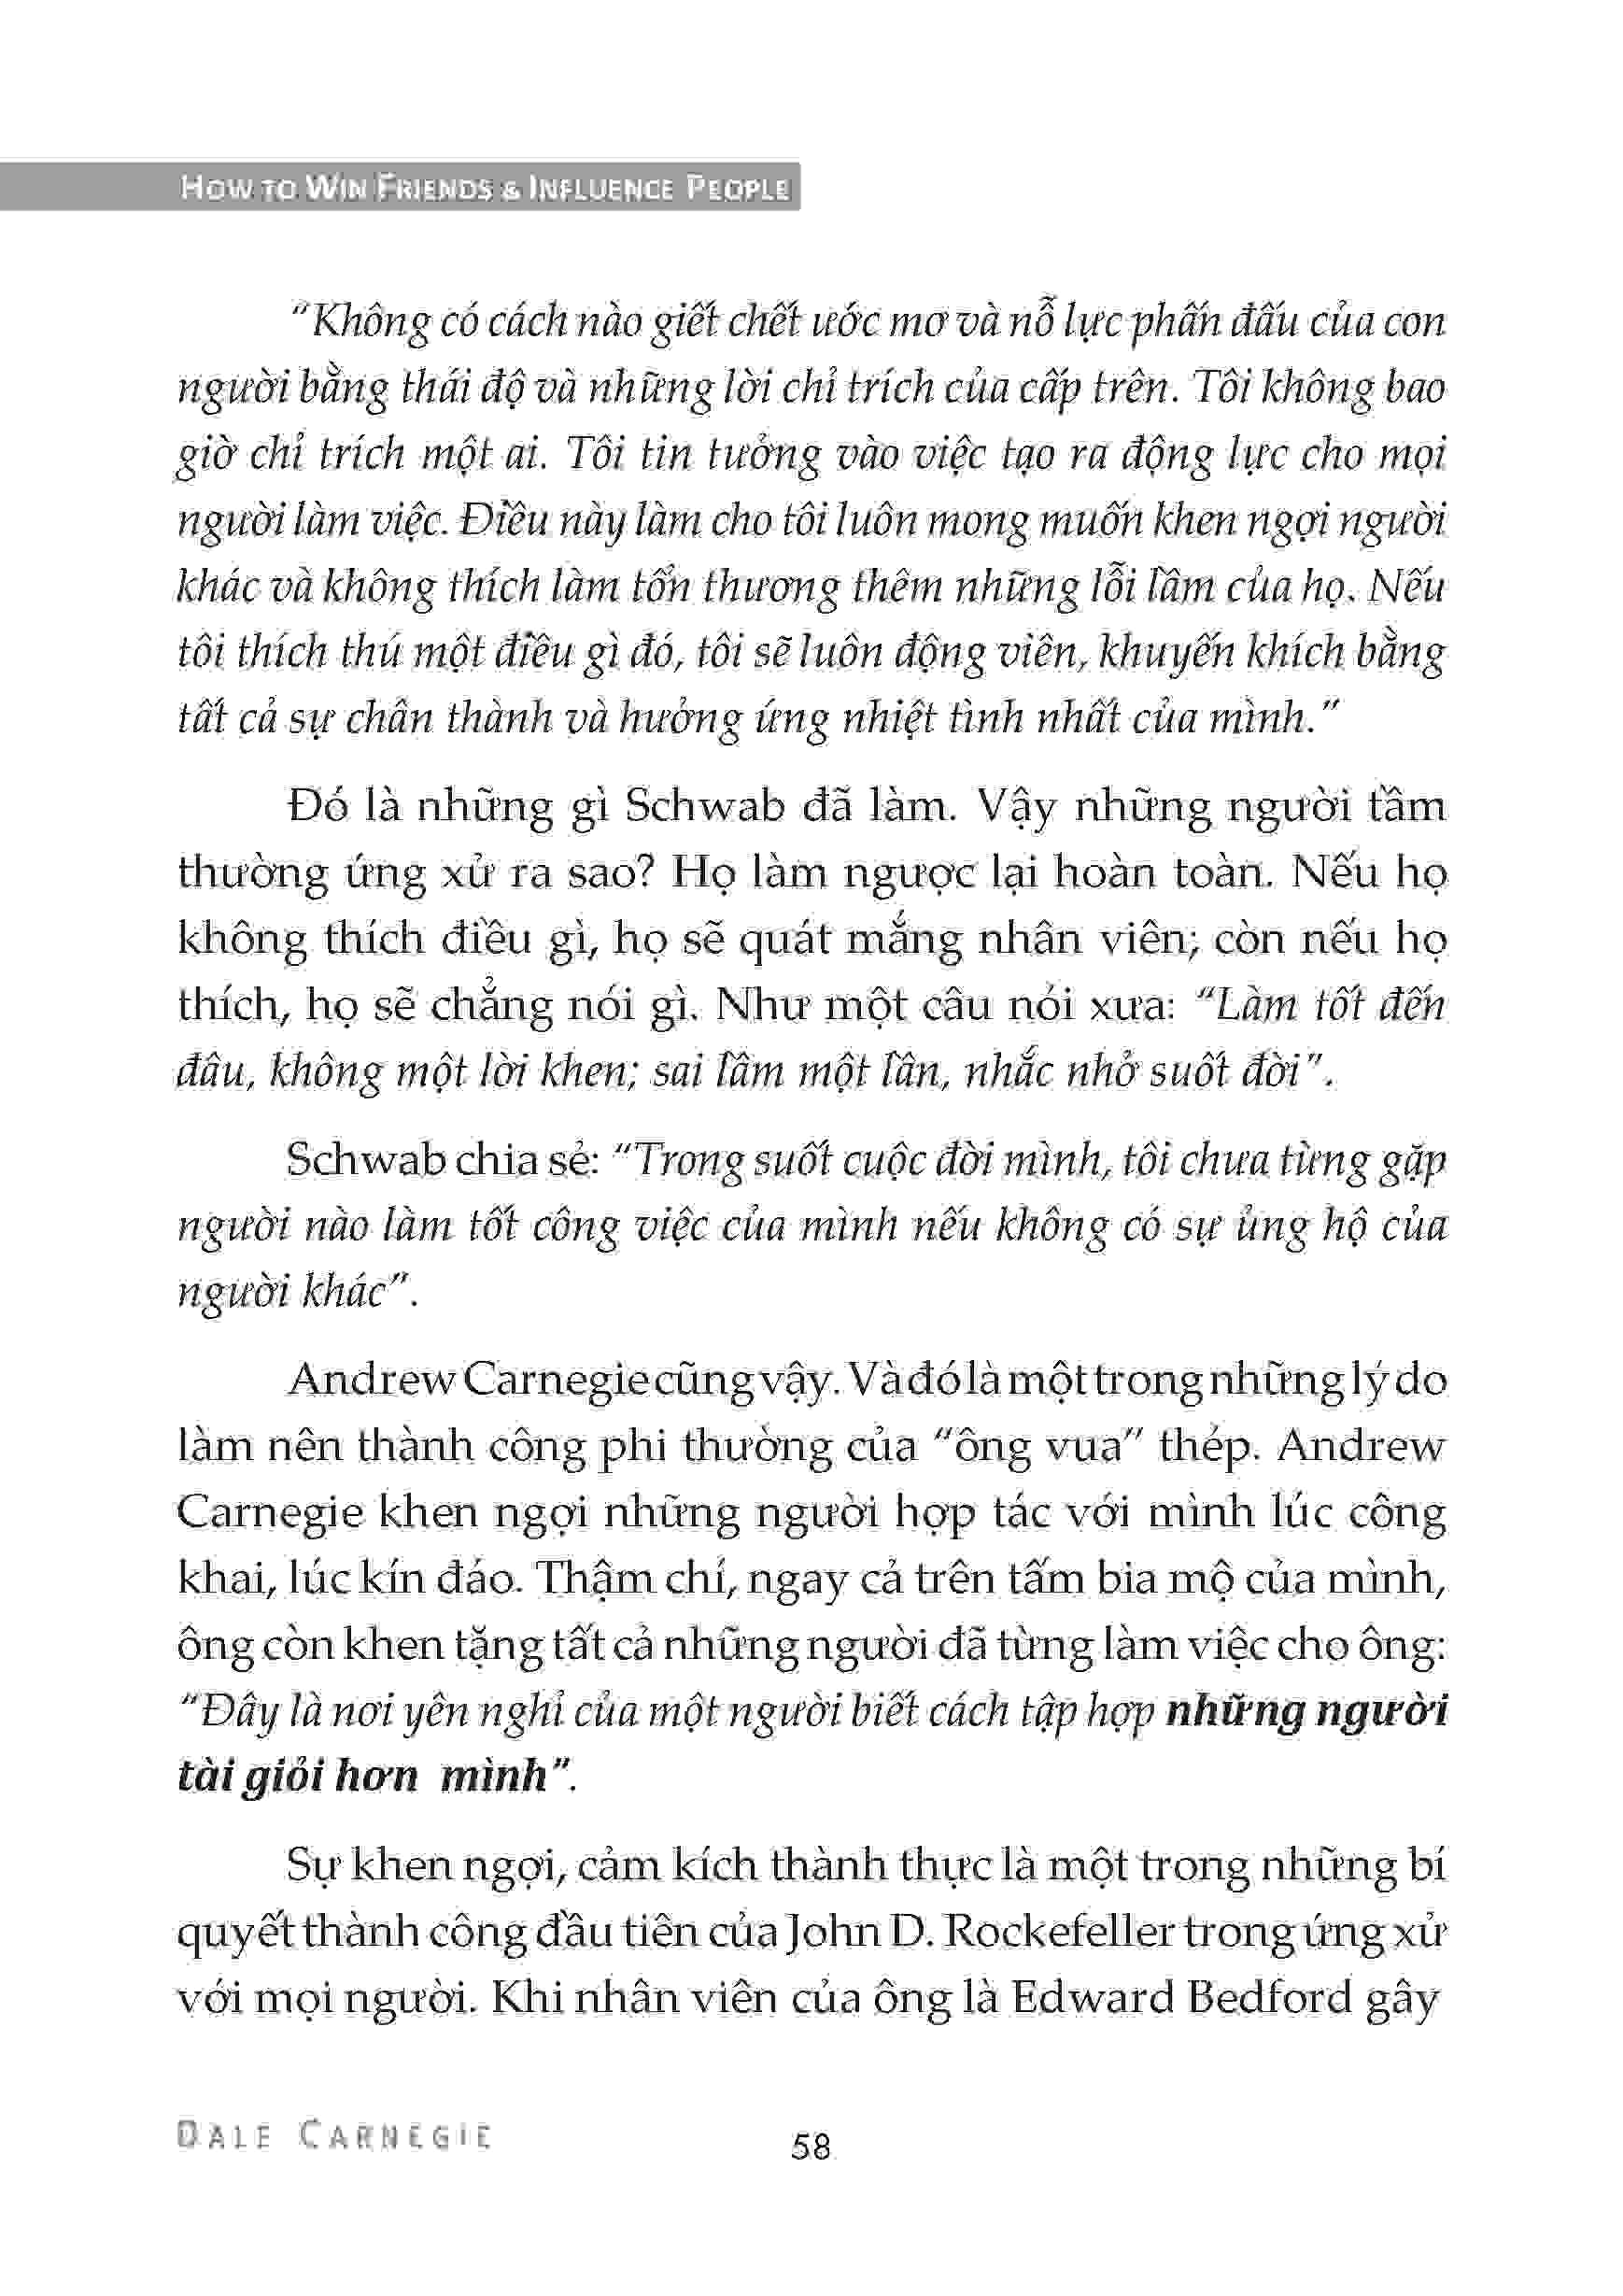 HOW TO WIN FRIENDS & INFLUENCE PEOPLE
“Không có cách nào giết chết ước mơ và nỗ lực phấn đấu của con
người bằng thái độ và những lời chỉ trích của cấp trên. Tôi không bao
giờ chỉ trích một ai. Tôi tin tưởng vào việc tạo ra động lực cho mọi
người làm việc. Điều này làm cho tôi luôn mong muốn khen ngợi người
khác và không thích làm tổn thương thêm những lỗi lầm của họ. Nếu
tôi thích thú một điều gì đó, tôi sẽ luôn động viên, khuyến khích bằng
tất cả sự chân thành và hưởng ứng nhiệt tình nhất của mình.”
Đó là những gì Schwab đã làm. Vậy những người tầm
thường ứng xử ra sao? Họ làm ngược lại hoàn toàn. Nếu họ
không thích điều gì, họ sẽ quát mắng nhân viên; còn nếu họ
thích, họ sẽ chẳng nói gì. Như một câu nói xưa: “Làm tốt đến
đâu, không một lời khen; sai lầm một lần, nhắc nhở suốt đời”.
Schwab chia sẻ: “Trong suốt cuộc đời mình, tôi chưa từng gặp
người nào làm tốt công việc của mình nếu không có sự ủng hộ của
người khác”.
Andrew Carnegie cũng vậy. Và đó là một trong những lý do
làm nên thành công phi thường của “ông vua” thép. Andrew
Carnegie khen ngợi những người hợp tác với mình lúc công
khai, lúc kín đáo. Thậm chí, ngay cả trên tấm bia mộ của mình,
ông còn khen tặng tất cả những người đã từng làm việc cho ông:
“Đây là nơi yên nghỉ của một người biết cách tập hợp những người
tài giỏi hơn mình”.
Sự khen ngợi, cảm kích thành thực là một trong những bí
quyết thành công đầu tiên của John D. Rockefeller trong ứng xử
với mọi người. Khi nhân viên của ông là Edward Bedford gây
DALE CARNEGIE
58